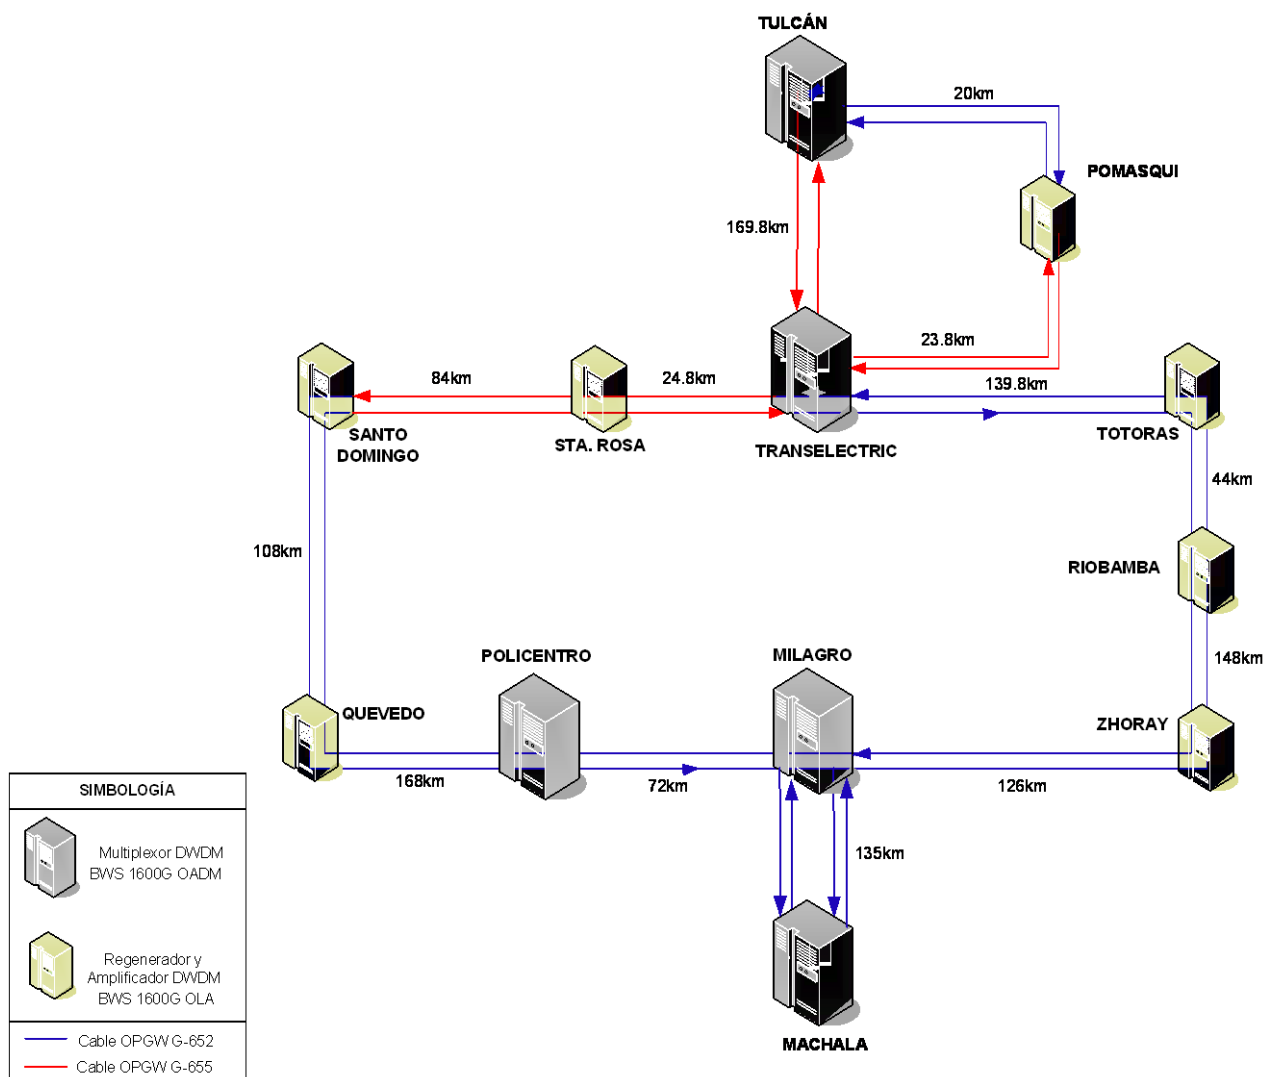 TULCÁN
20km
POMASQUI
169.8km
23.8km
84km
24.8km
139.8km
SANTO
DOMINGO
STA. ROSA
TRANSELECTRIC
TOTORAS
44km
108km
RIOBAMBA
POLICENTRO
MILAGRO
148km
QUEVEDO
ZHORAY
168km
72km
126km
135km
MACHALA
SIMBOLOGÍA
Multiplexor DWDM
BWS 1600G OADM
Regenerador y
Amplificador DWDM
BWS 1600G OLA
Cable OPGW G-652
Cable OPGW G-655